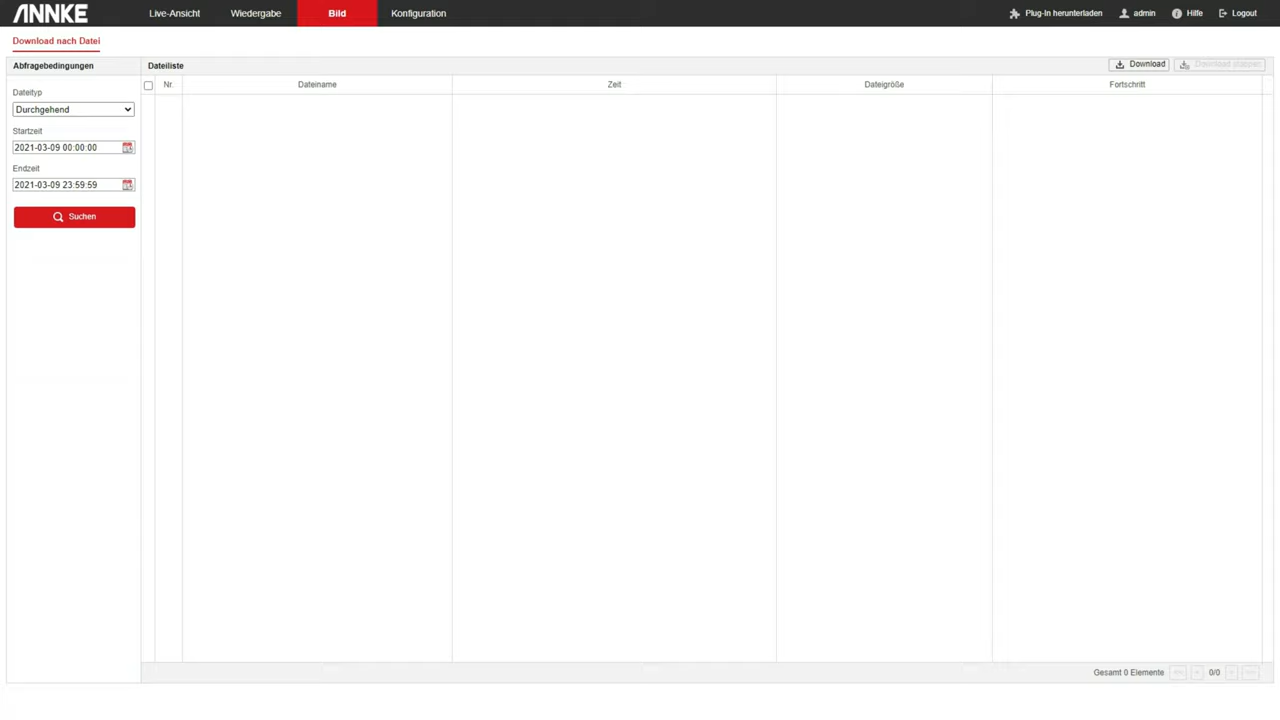 ANNKE Live-Ansicht Wiedergabe Bild Konfiguration Plug-In herunterladen admin Hilfe Logout
Download nach Datei
Abfragebedingungen
Dateityp
Durchgehend
Startzeit
2021-03-09 00:00:00
Endzeit
2021-03-09 23:59:59
Suchen
Dateiliste Download Download stoppen
Nr. Dateiname Zeit Dateigröße Fortschritt
Gesamt 0 Elemente << < 0/0 > >>